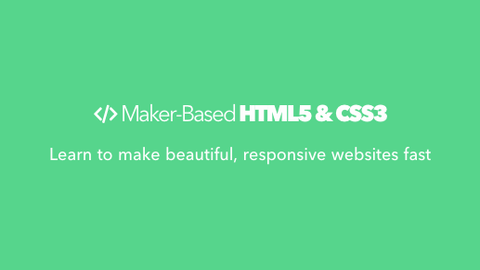 </> Maker-Based HTML5 & CSS3
Learn to make beautiful, responsive websites fast